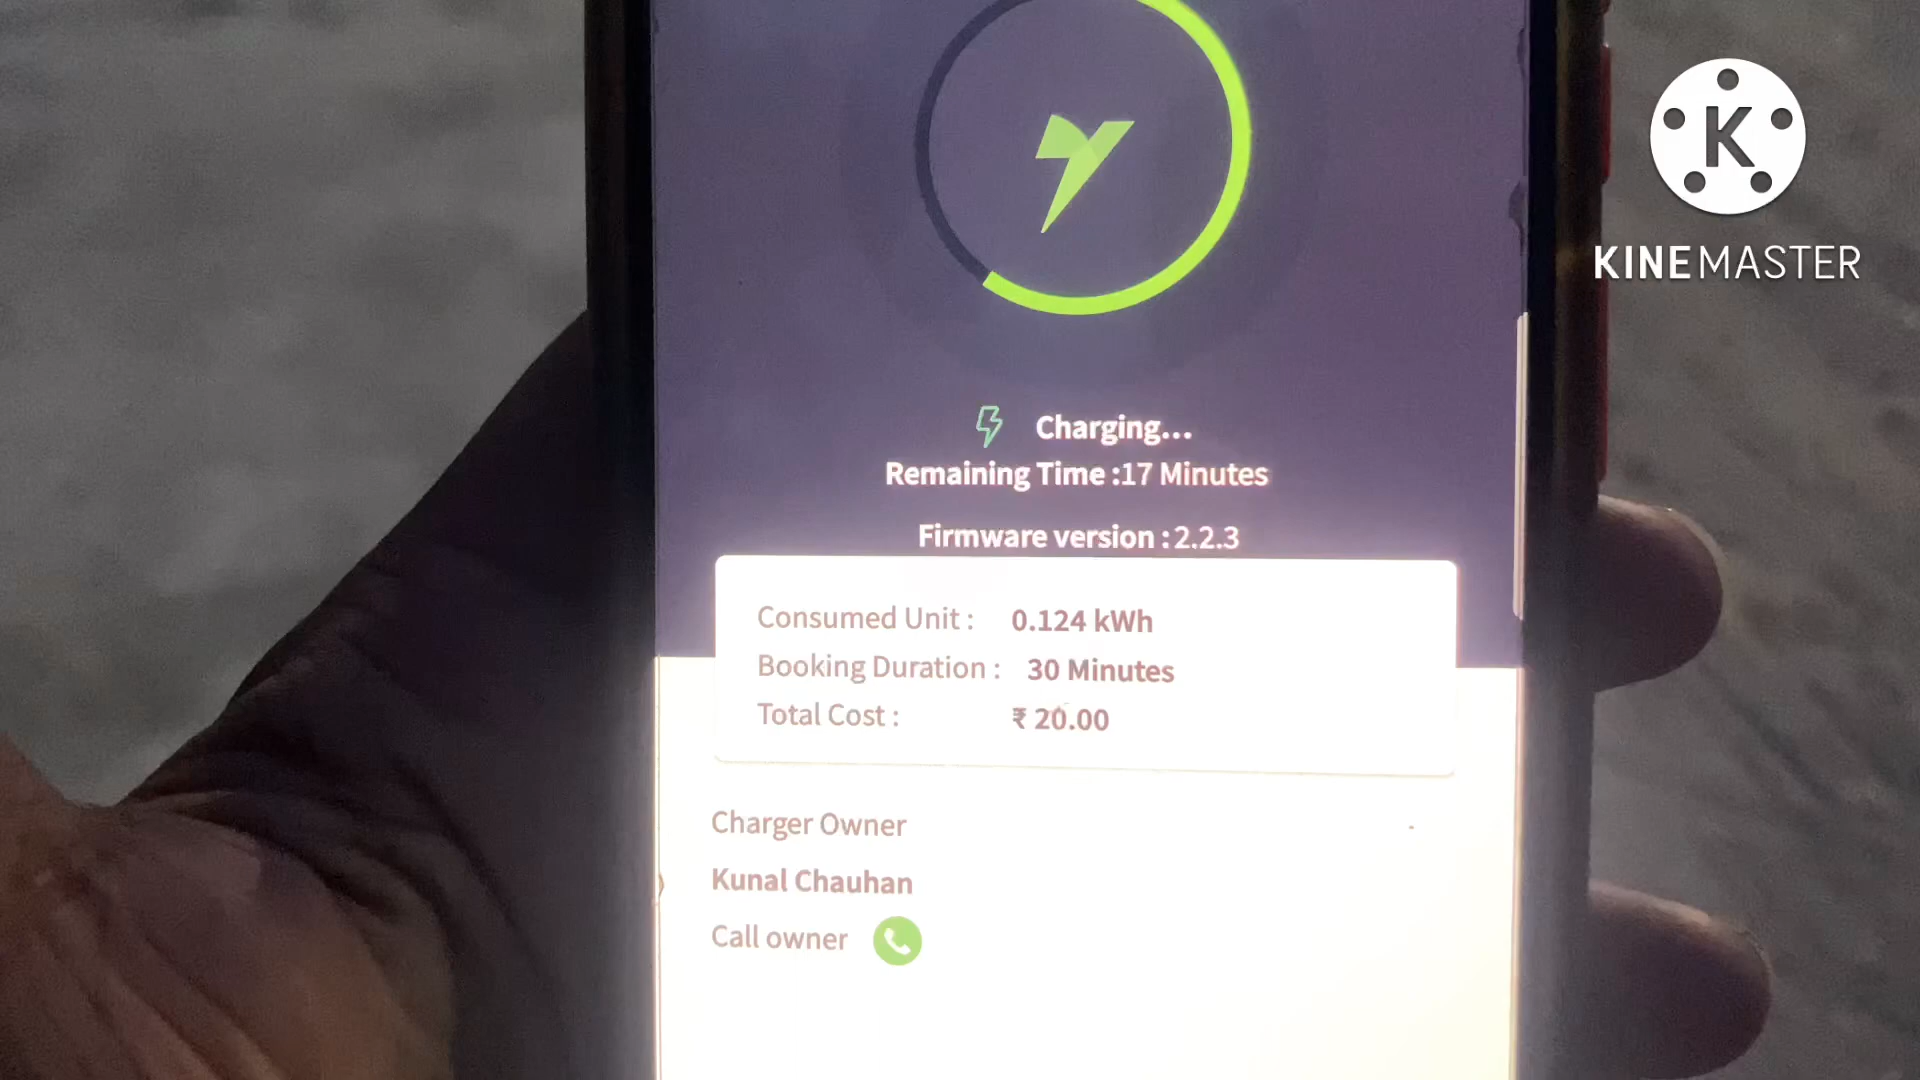 K
KINEMASTER
Charging...
Remaining Time :17 Minutes
Firmware version : 2.2.3
Consumed Unit : 0.124 kWh
Booking Duration : 30 Minutes
Total Cost : ₹ 20.00
Charger Owner
Kunal Chauhan
Call owner